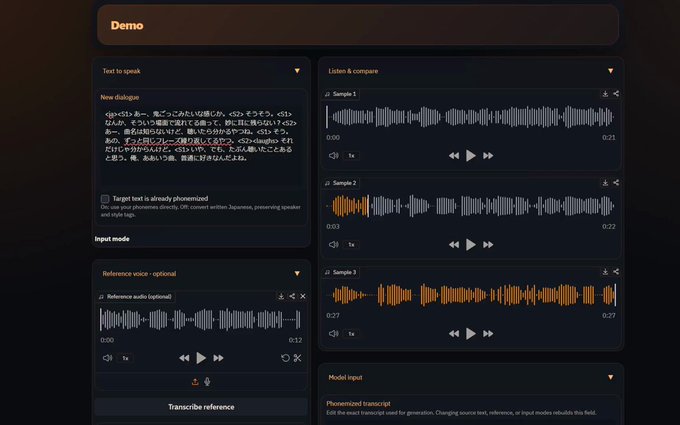 Demo
Text to speak ▼
New dialogue
<ja><S1> あー、鬼ごっこみたいな感じか。<S2> そうそう。<S1>
なんか、そういう場面で流れてる曲って、妙に耳に残らない？<S2>
あー、曲名は知らないけど、聴いたら分かるやつね。<S1> そう。
あの、ずっと同じフレーズ繰り返してるやつ。<S2><laughs> それ
だけじゃ分からんけど。<S1> いや、でも、たぶん聴いたことある
と思う。俺、ああいう曲、普通に好きなんだよね。
Target text is already phonemized
On: use your phonemes directly. Off: convert written Japanese, preserving speaker
and style tags.
Input mode
Reference voice · optional ▼
Reference audio (optional)
0:00 0:12
1x
Transcribe reference
Listen & compare ▼
Sample 1
0:00 0:21
1x
Sample 2
0:03 0:22
1x
Sample 3
0:27 0:27
1x
Model input ▼
Phonemized transcript
Edit the exact transcript used for generation. Changing source text, reference, or input modes rebuilds this field.